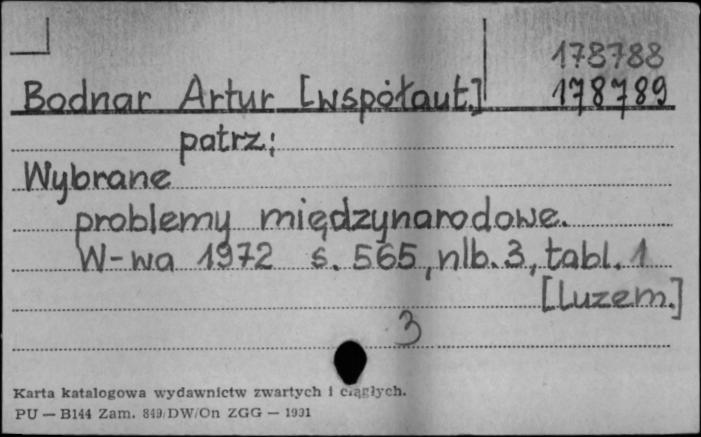 178788
Bodnar Artur [współaut.] 178789
patrz:
Wybrane
problemy międzynarodowe.
W-wa 1972 s. 565, nlb. 3, tabl. 1
[luzem.]
3
Karta katalogowa wydawnictw zwartych i ciągłych.
PU — B144 Zam. 849/DW/On ZGG — 1991